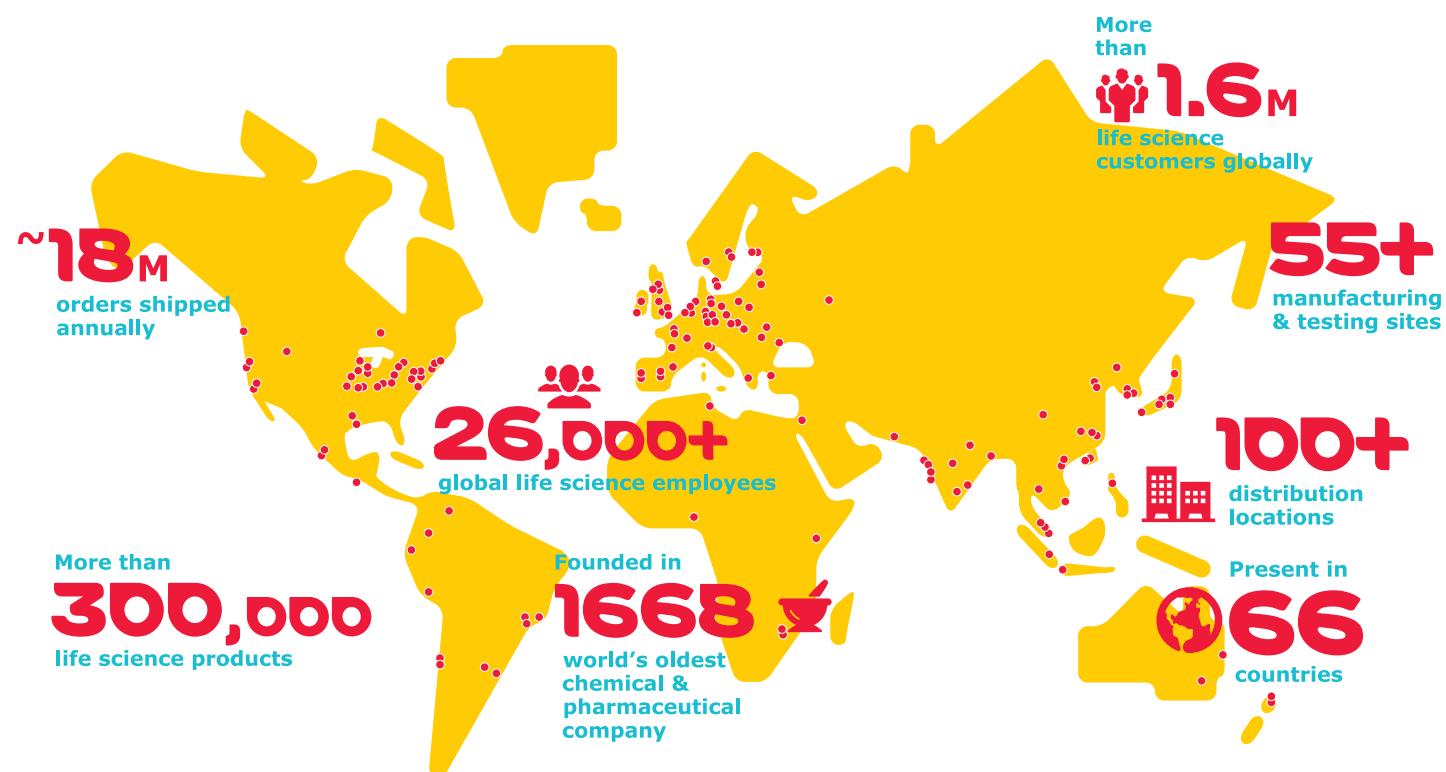 More
than
1.6M
life science
customers globally
~18M
orders shipped
annually
55+
manufacturing
& testing sites
26,000+
global life science employees
100+
distribution
locations
More than
300,000
life science products
Founded in
1668
world's oldest
chemical &
pharmaceutical
company
Present in
66
countries